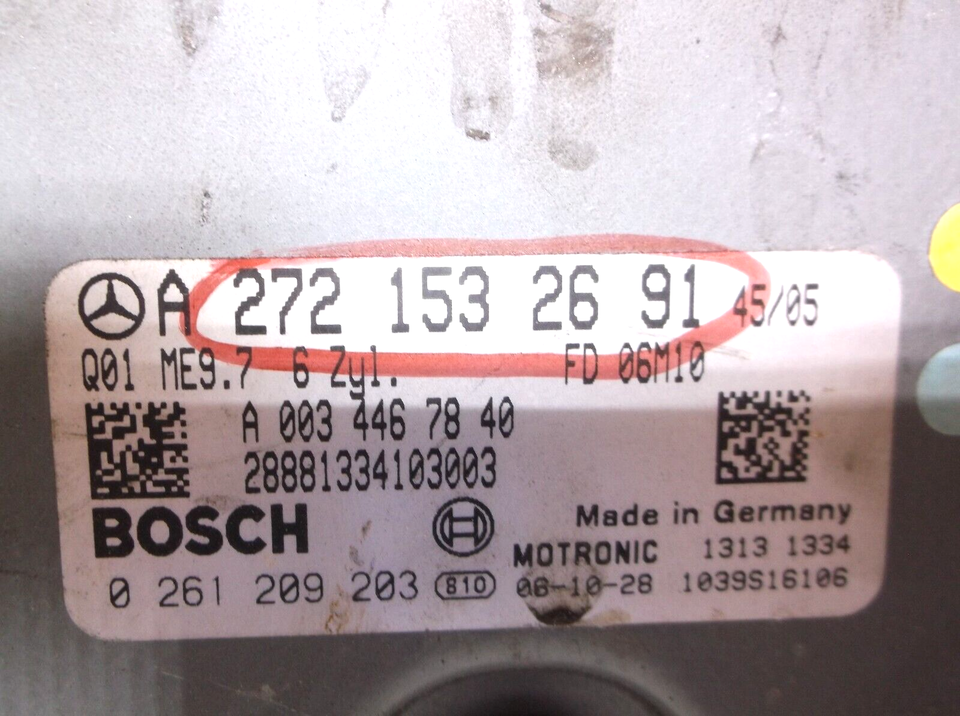 A 272 153 26 91 45/05
Q01 ME9.7 6 Zyl. FD 06M10
A 003 446 78 40
28881334103003
BOSCH
Made in Germany
MOTRONIC 1313 1334
0 261 209 203 810 06-10-28 1039S16106